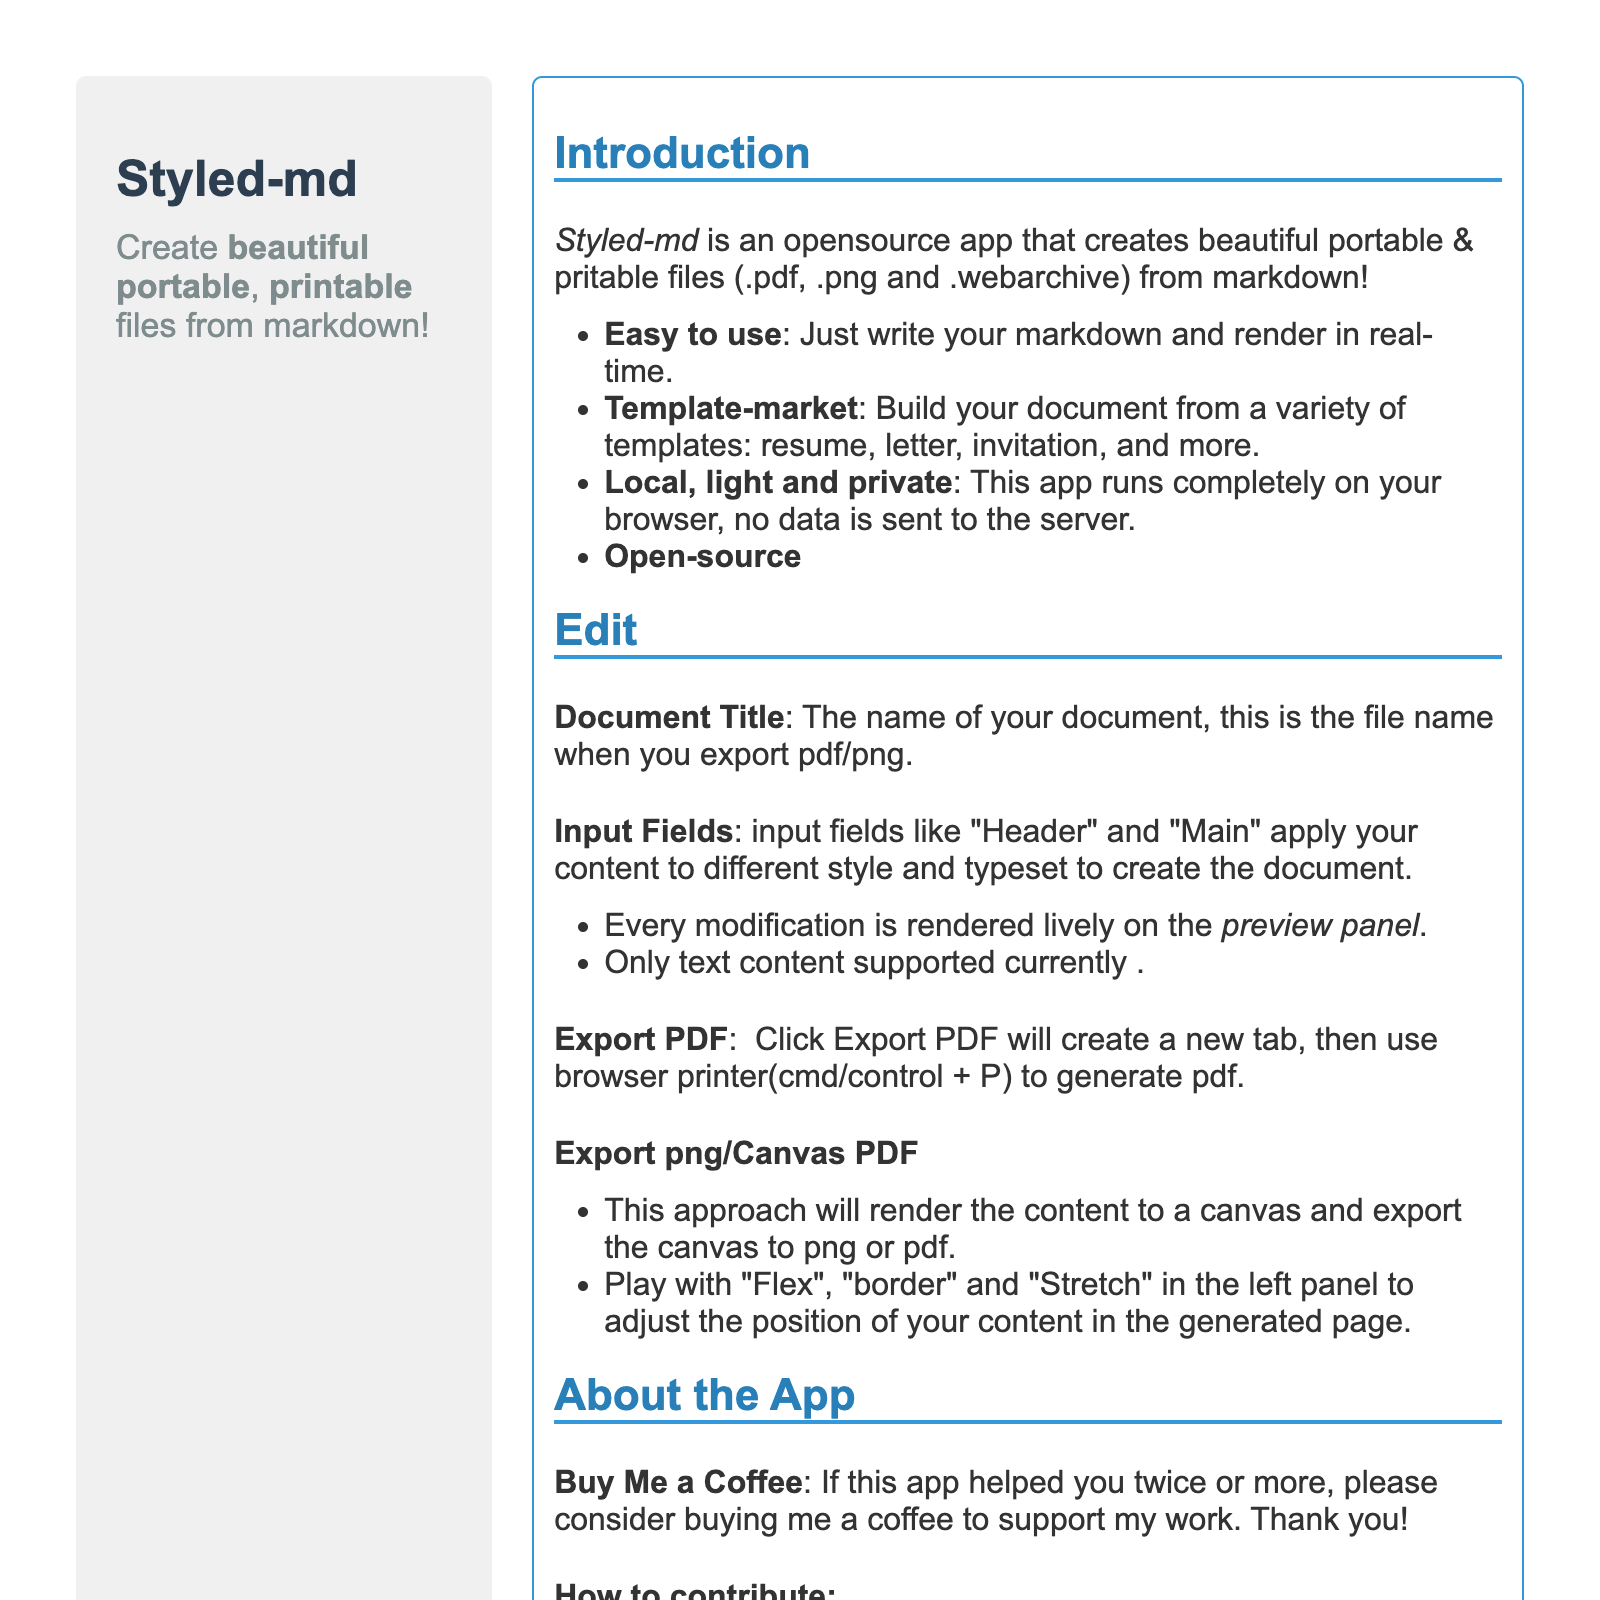 Styled-md
Create beautiful
portable, printable
files from markdown!
Introduction
Styled-md is an opensource app that creates beautiful portable &
pritable files (.pdf, .png and .webarchive) from markdown!
• Easy to use: Just write your markdown and render in real-
time.
• Template-market: Build your document from a variety of
templates: resume, letter, invitation, and more.
• Local, light and private: This app runs completely on your
browser, no data is sent to the server.
• Open-source
Edit
Document Title: The name of your document, this is the file name
when you export pdf/png.
Input Fields: input fields like "Header" and "Main" apply your
content to different style and typeset to create the document.
• Every modification is rendered lively on the preview panel.
• Only text content supported currently .
Export PDF:  Click Export PDF will create a new tab, then use
browser printer(cmd/control + P) to generate pdf.
Export png/Canvas PDF
• This approach will render the content to a canvas and export
the canvas to png or pdf.
• Play with "Flex", "border" and "Stretch" in the left panel to
adjust the position of your content in the generated page.
About the App
Buy Me a Coffee: If this app helped you twice or more, please
consider buying me a coffee to support my work. Thank you!
How to contribute: